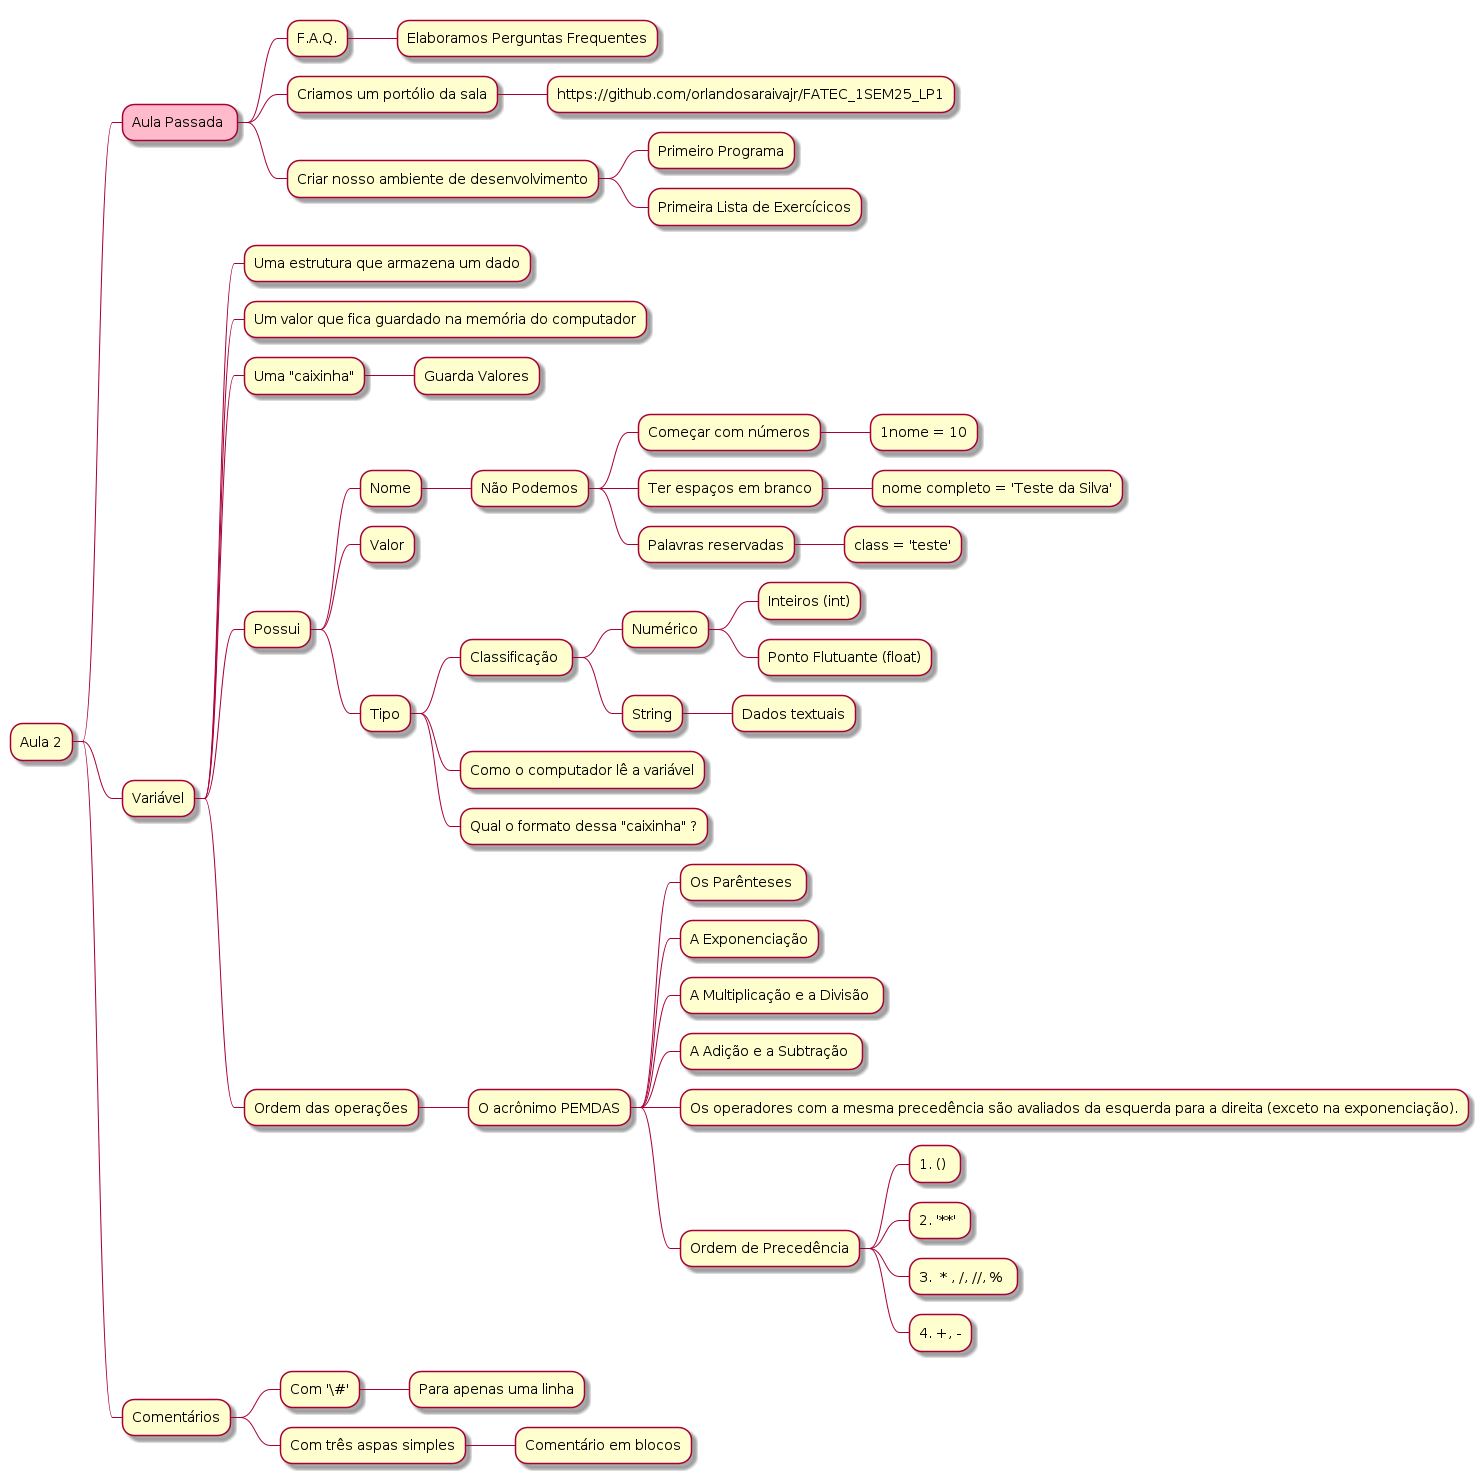 F.A.Q.
Elaboramos Perguntas Frequentes
Criamos um portólio da sala
https://github.com/orlandosaraivajr/FATEC_1SEM25_LP1
Aula Passada
Primeiro Programa
Criar nosso ambiente de desenvolvimento
Primeira Lista de Exercícicos
Uma estrutura que armazena um dado
Um valor que fica guardado na memória do computador
Uma "caixinha"
Guarda Valores
Começar com números
1nome = 10
Nome
Não Podemos
Ter espaços em branco
nome completo = 'Teste da Silva'
Valor
Palavras reservadas
class = 'teste'
Inteiros (int)
Possui
Numérico
Classificação
Ponto Flutuante (float)
Tipo
String
Dados textuais
Aula 2
Como o computador lê a variável
Variável
Qual o formato dessa "caixinha" ?
Os Parênteses
A Exponenciação
A Multiplicação e a Divisão
A Adição e a Subtração
Ordem das operações
O acrônimo PEMDAS
Os operadores com a mesma precedência são avaliados da esquerda para a direita (exceto na exponenciação).
1. ()
2. '**'
Ordem de Precedência
3.  * , /, //, %
4. +, -
Com '\#'
Para apenas uma linha
Comentários
Com três aspas simples
Comentário em blocos